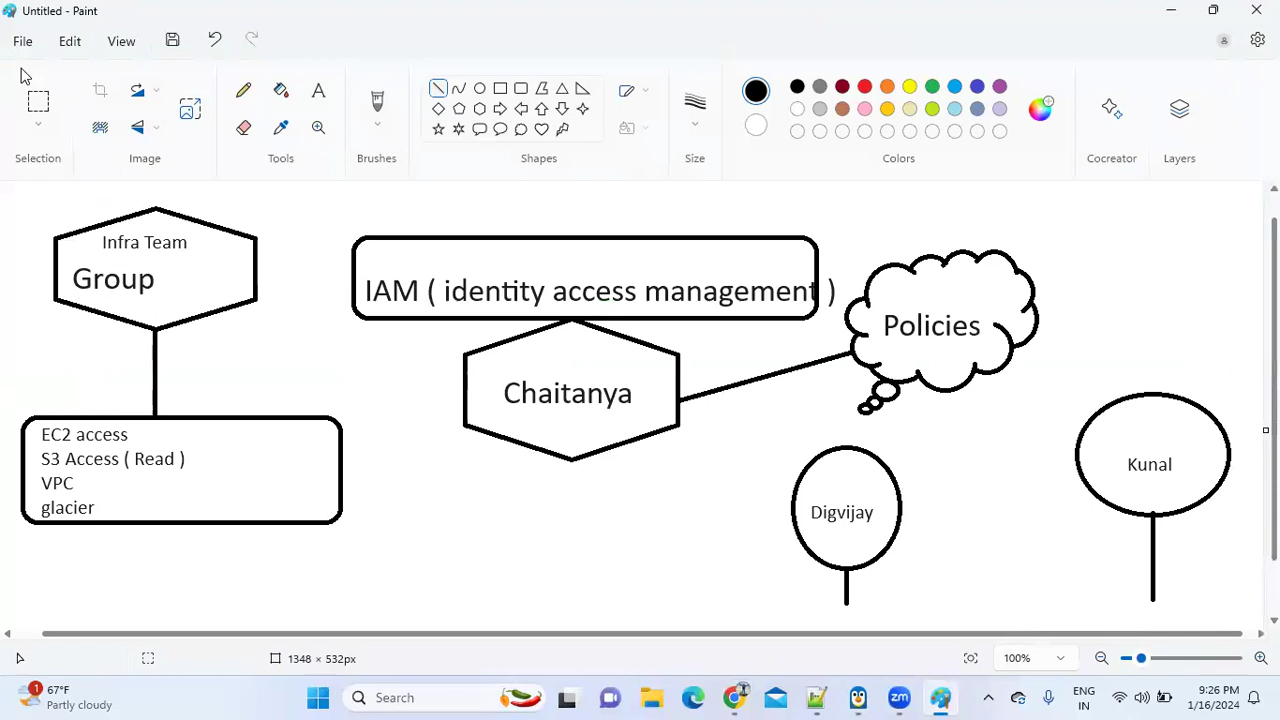 Untitled - Paint
File Edit View
Selection Image Tools Brushes Shapes Size Colors Cocreator Layers
Infra Team
Group
IAM ( identity access management )
Policies
Chaitanya
EC2 access
S3 Access ( Read )
VPC
glacier
Kunal
Digvijay
1348 × 532px
100%
1
67°F
Partly cloudy
Search
zm
ENG
IN
9:26 PM
1/16/2024